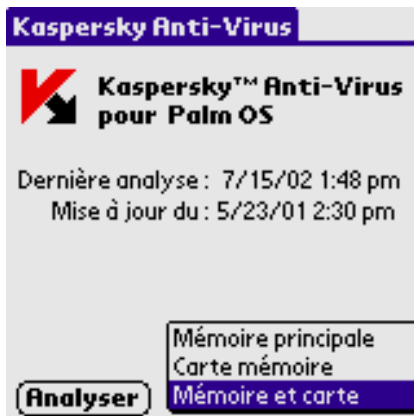 Kaspersky Anti-Virus
Kaspersky™ Anti-Virus
pour Palm OS
Dernière analyse : 7/15/02 1:48 pm
Mise à jour du : 5/23/01 2:30 pm
Mémoire principale
Carte mémoire
Mémoire et carte
Analyser